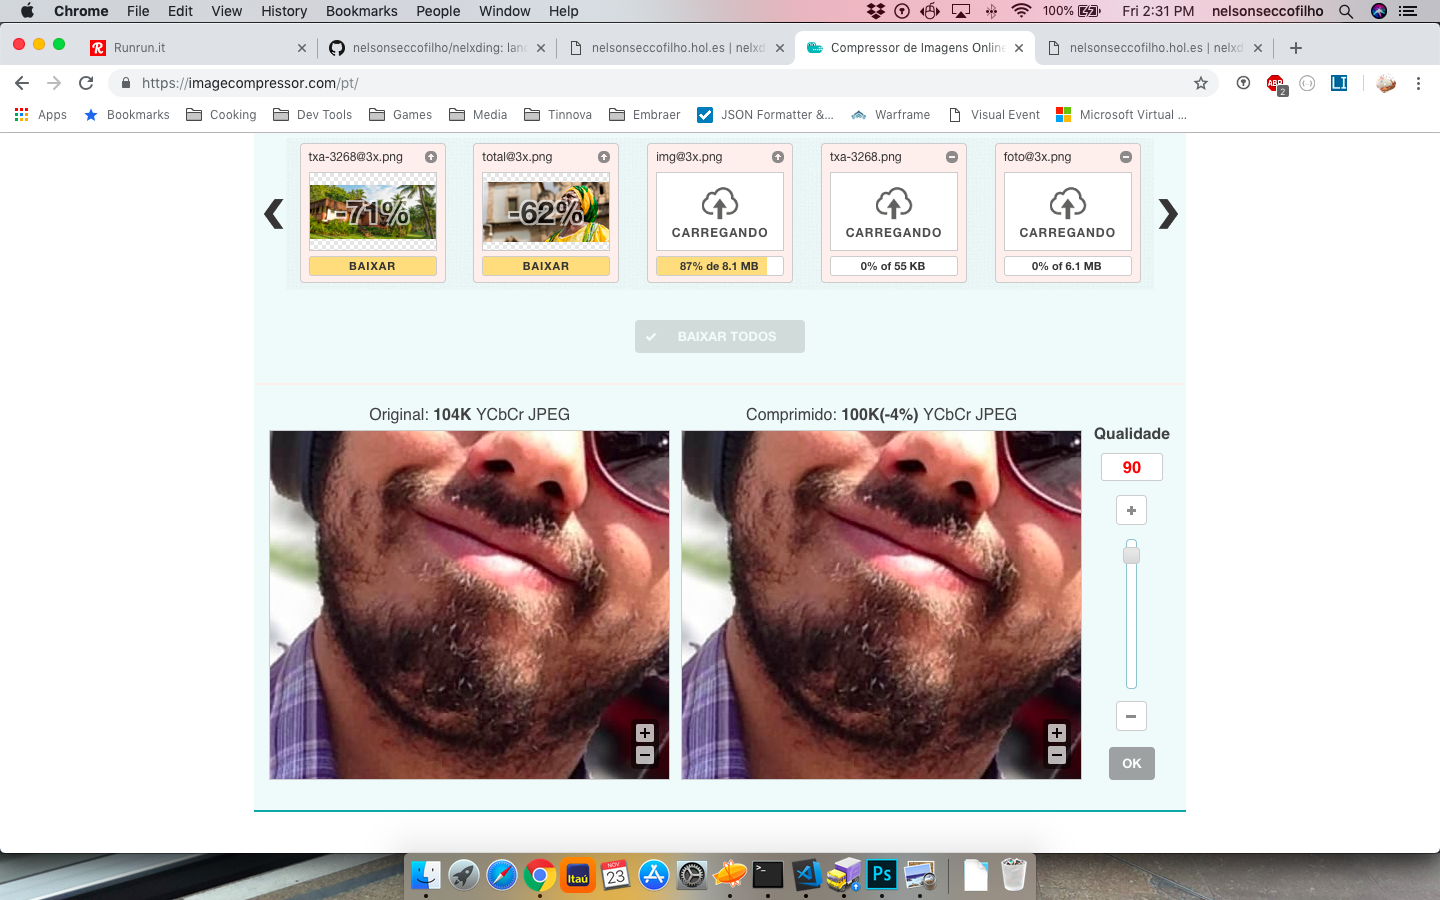 Chrome File Edit View History Bookmarks People Window Help 100% Fri 2:31 PM nelsonseccofilho
Runrun.it nelsonseccofilho/nelxding: land nelsonseccofilho.hol.es | nelxd Compressor de Imagens Online nelsonseccofilho.hol.es | nelxd
https://imagecompressor.com/pt/ ABP 2 LI
Apps Bookmarks Cooking Dev Tools Games Media Tinnova Embraer JSON Formatter &... Warframe Visual Event Microsoft Virtual ...
txa-3268@3x.png total@3x.png img@3x.png txa-3268.png foto@3x.png
-71% -62% CARREGANDO CARREGANDO CARREGANDO
BAIXAR BAIXAR 87% de 8.1 MB 0% of 55 KB 0% of 6.1 MB
BAIXAR TODOS
Original: 104K YCbCr JPEG Comprimido: 100K(-4%) YCbCr JPEG
Qualidade
90
OK
Itaú NOV 23 Ps